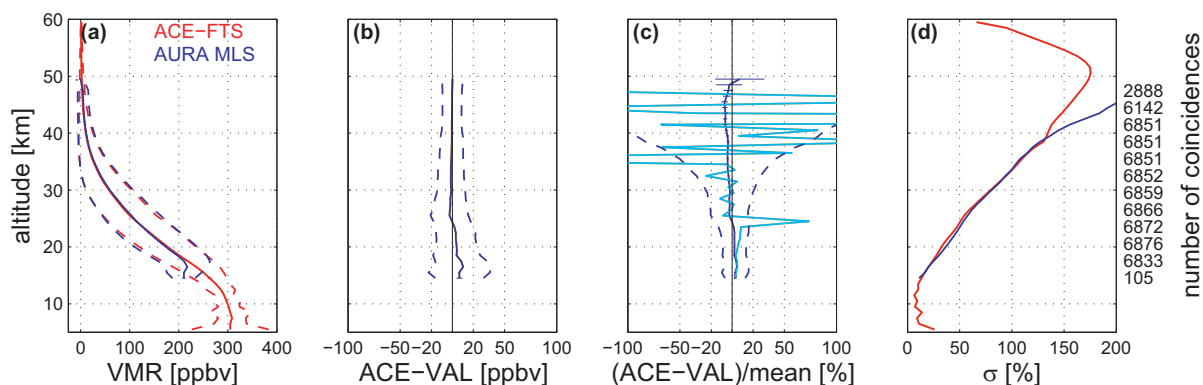 (a)
ACE−FTS
AURA MLS
(b)
(c)
(d)
60
50
40
30
20
10
altitude [km]
0 100 200 300 400
VMR [ppbv]
−100 −50 −20 0 20 50 100
ACE−VAL [ppbv]
−100 −50 −20 0 20 50 100
(ACE−VAL)/mean [%]
0 50 100 150 200
σ [%]
2888
6142
6851
6851
6851
6852
6859
6866
6872
6876
6833
105
number of coincidences